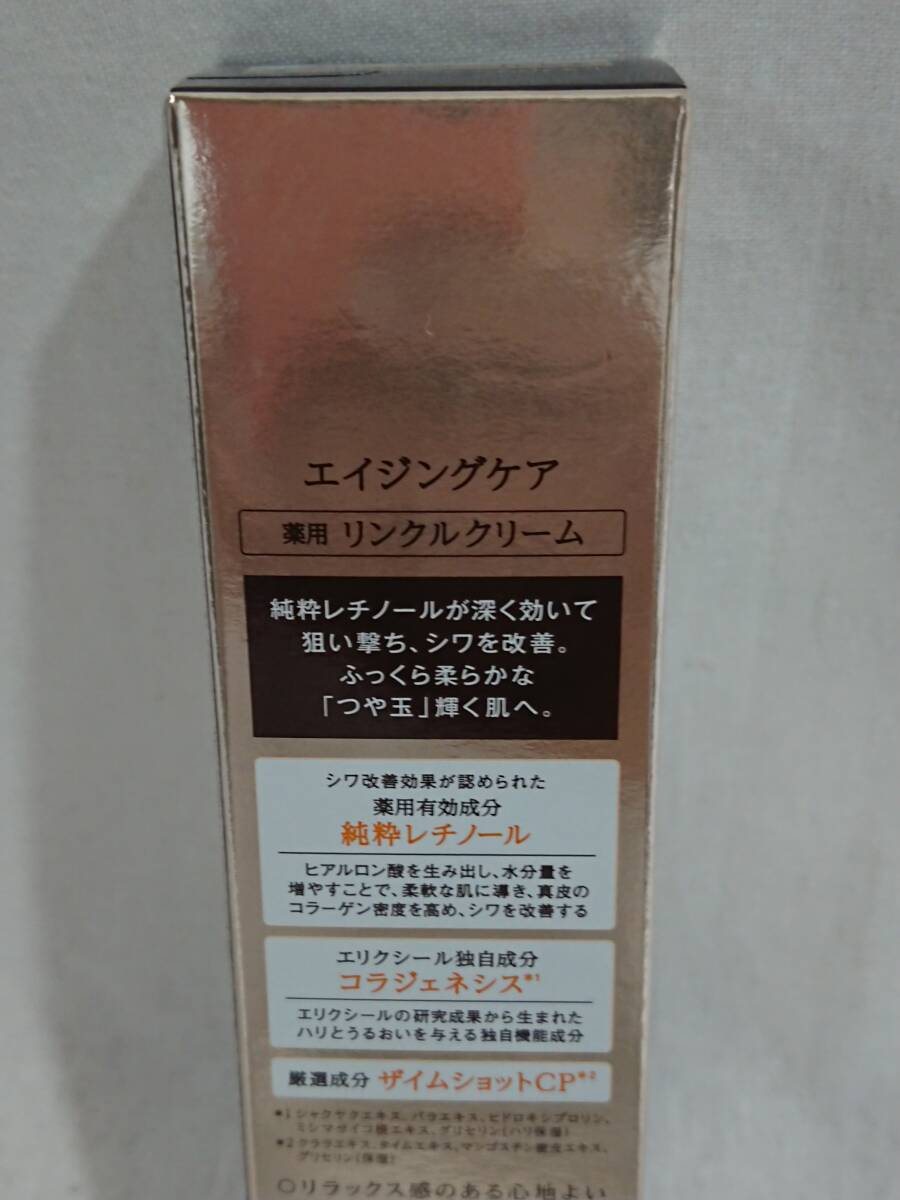 エイジングケア
薬用 リンクルクリーム
純粋レチノールが深く効いて
狙い撃ち、シワを改善。
ふっくら柔らかな
「つや玉」輝く肌へ。
シワ改善効果が認められた
薬用有効成分
純粋レチノール
ヒアルロン酸を生み出し、水分量を
増やすことで、柔軟な肌に導き、真皮の
コラーゲン密度を高め、シワを改善する
エリクシール独自成分
コラジェネシス*1
エリクシールの研究成果から生まれた
ハリとうるおいを与える独自機能成分
厳選成分 ザイムショットCP*2
*1 シャクヤクエキス、バラエキス、ヒドロキシプロリン、
ミシマサイコ根エキス、グリセリン(ハリ保湿)
*2 クララエキス、タイムエキス、マンゴスチン樹皮エキス、
グリセリン(保湿)
○リラックス感のある心地よい